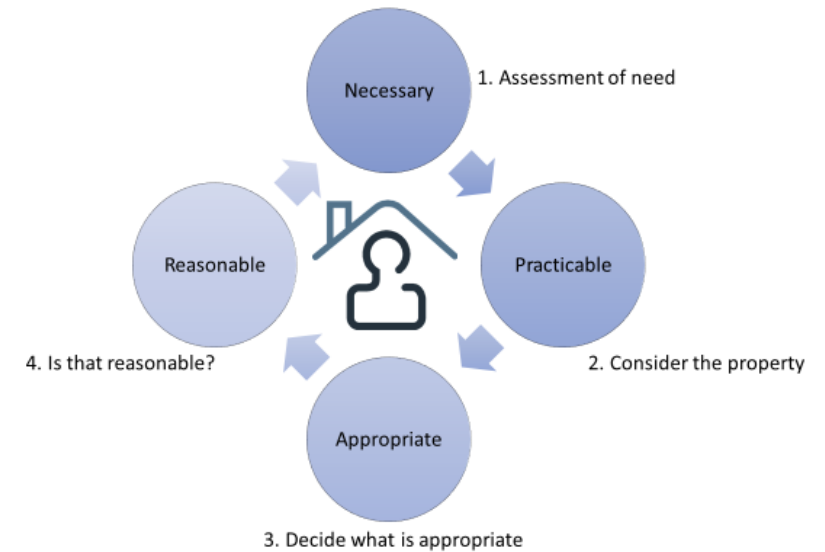 Necessary
1. Assessment of need
Practicable
2. Consider the property
Appropriate
3. Decide what is appropriate
Reasonable
4. Is that reasonable?